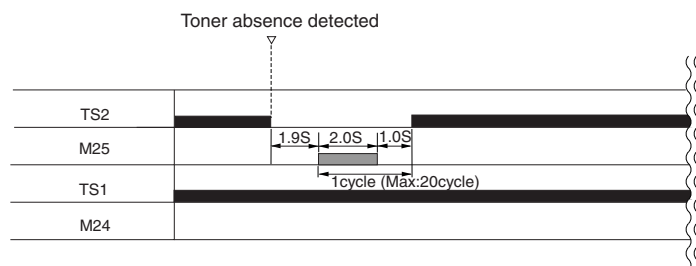 Toner absence detected
TS2
1.9S 2.0S 1.0S
M25
1cycle (Max:20cycle)
TS1
M24